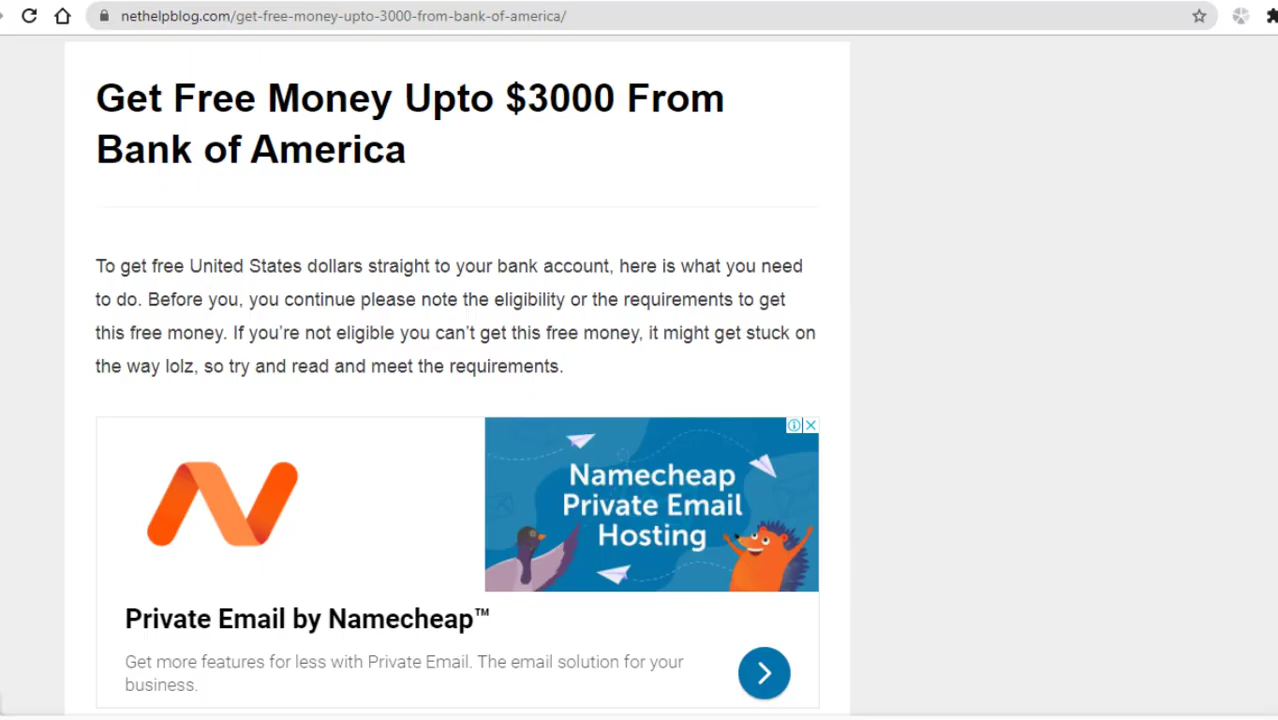 nethelpblog.com/get-free-money-upto-3000-from-bank-of-america/
Get Free Money Upto $3000 From
Bank of America
To get free United States dollars straight to your bank account, here is what you need
to do. Before you, you continue please note the eligibility or the requirements to get
this free money. If you’re not eligible you can’t get this free money, it might get stuck on
the way lolz, so try and read and meet the requirements.
Namecheap
Private Email
Hosting
Private Email by Namecheap™
Get more features for less with Private Email. The email solution for your
business.